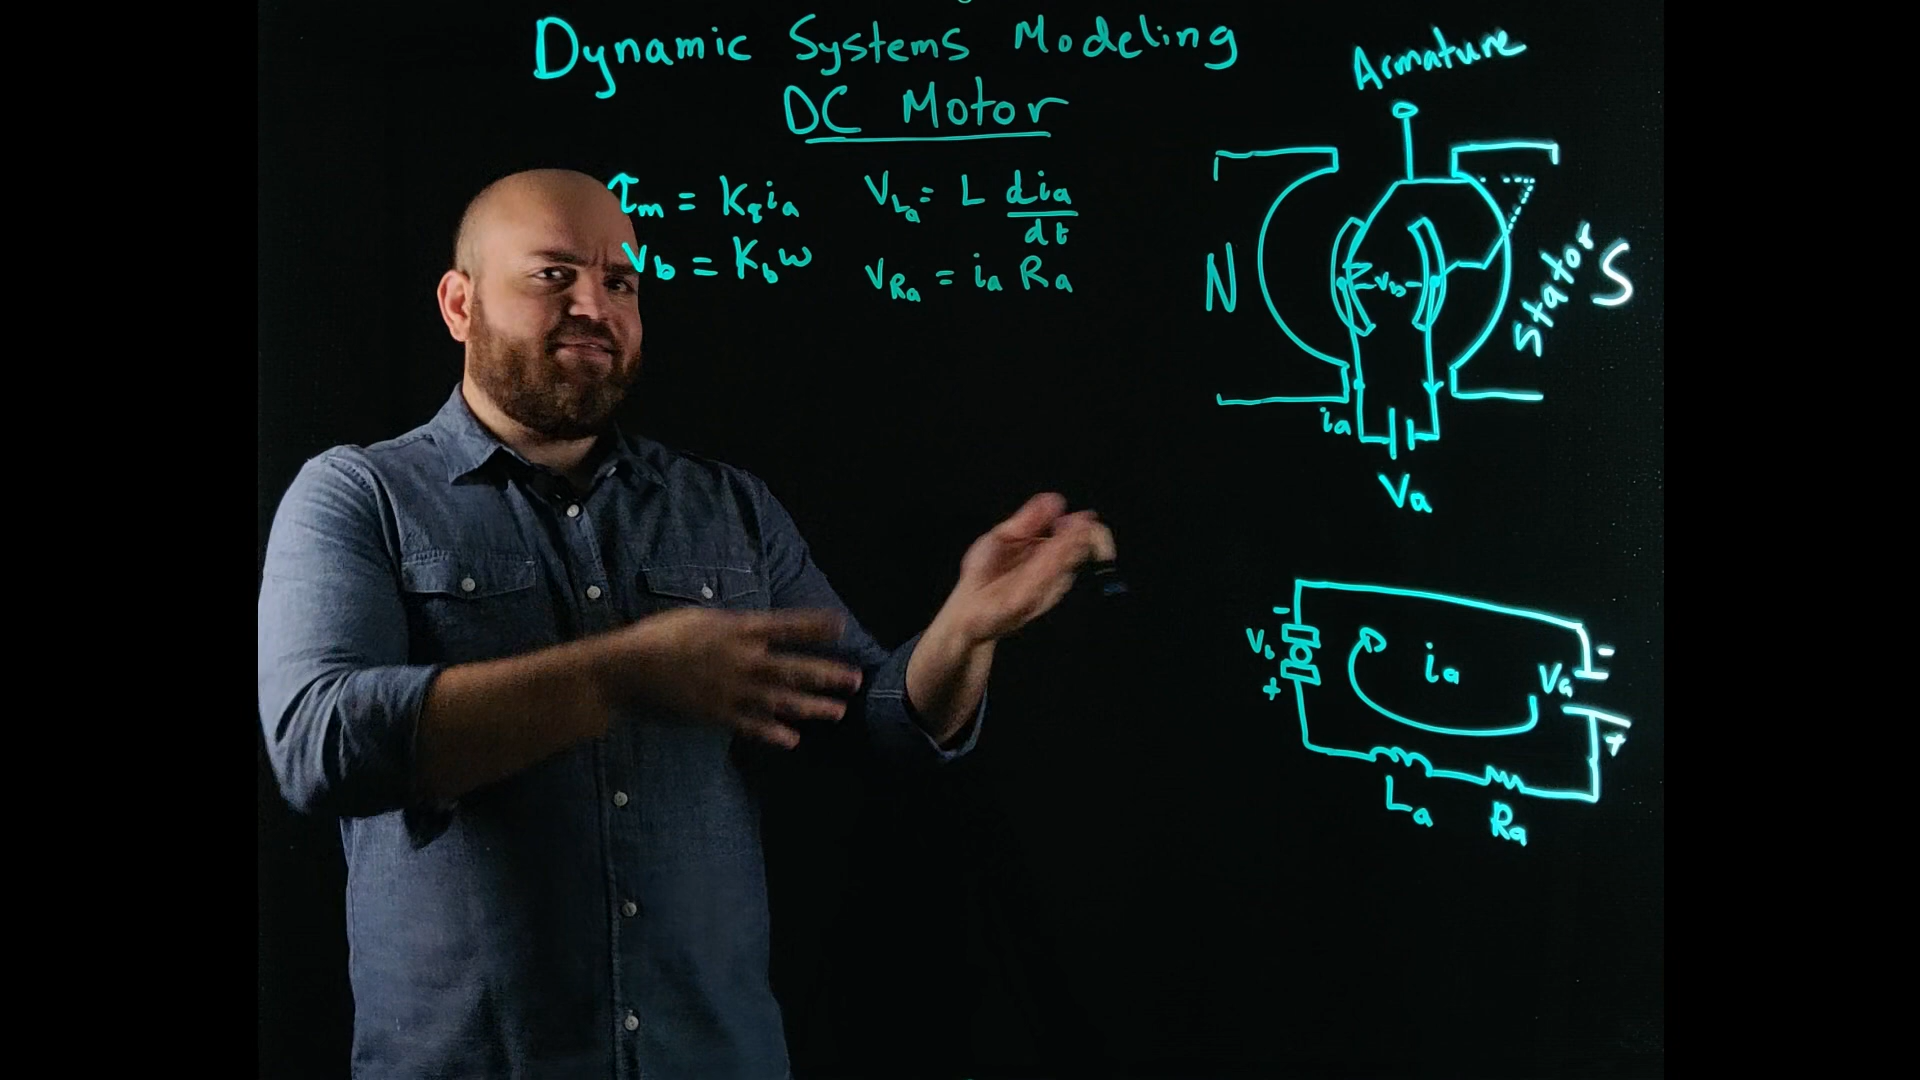 Dynamic Systems Modeling
DC Motor
τm = Kτ ia
Vb = Kb ω
VLa = L dia/dt
VRa = ia Ra
Armature
N
Vb
Stator
S
ia
Va
-
Vb
+
ia
Va
-
+
La
Ra